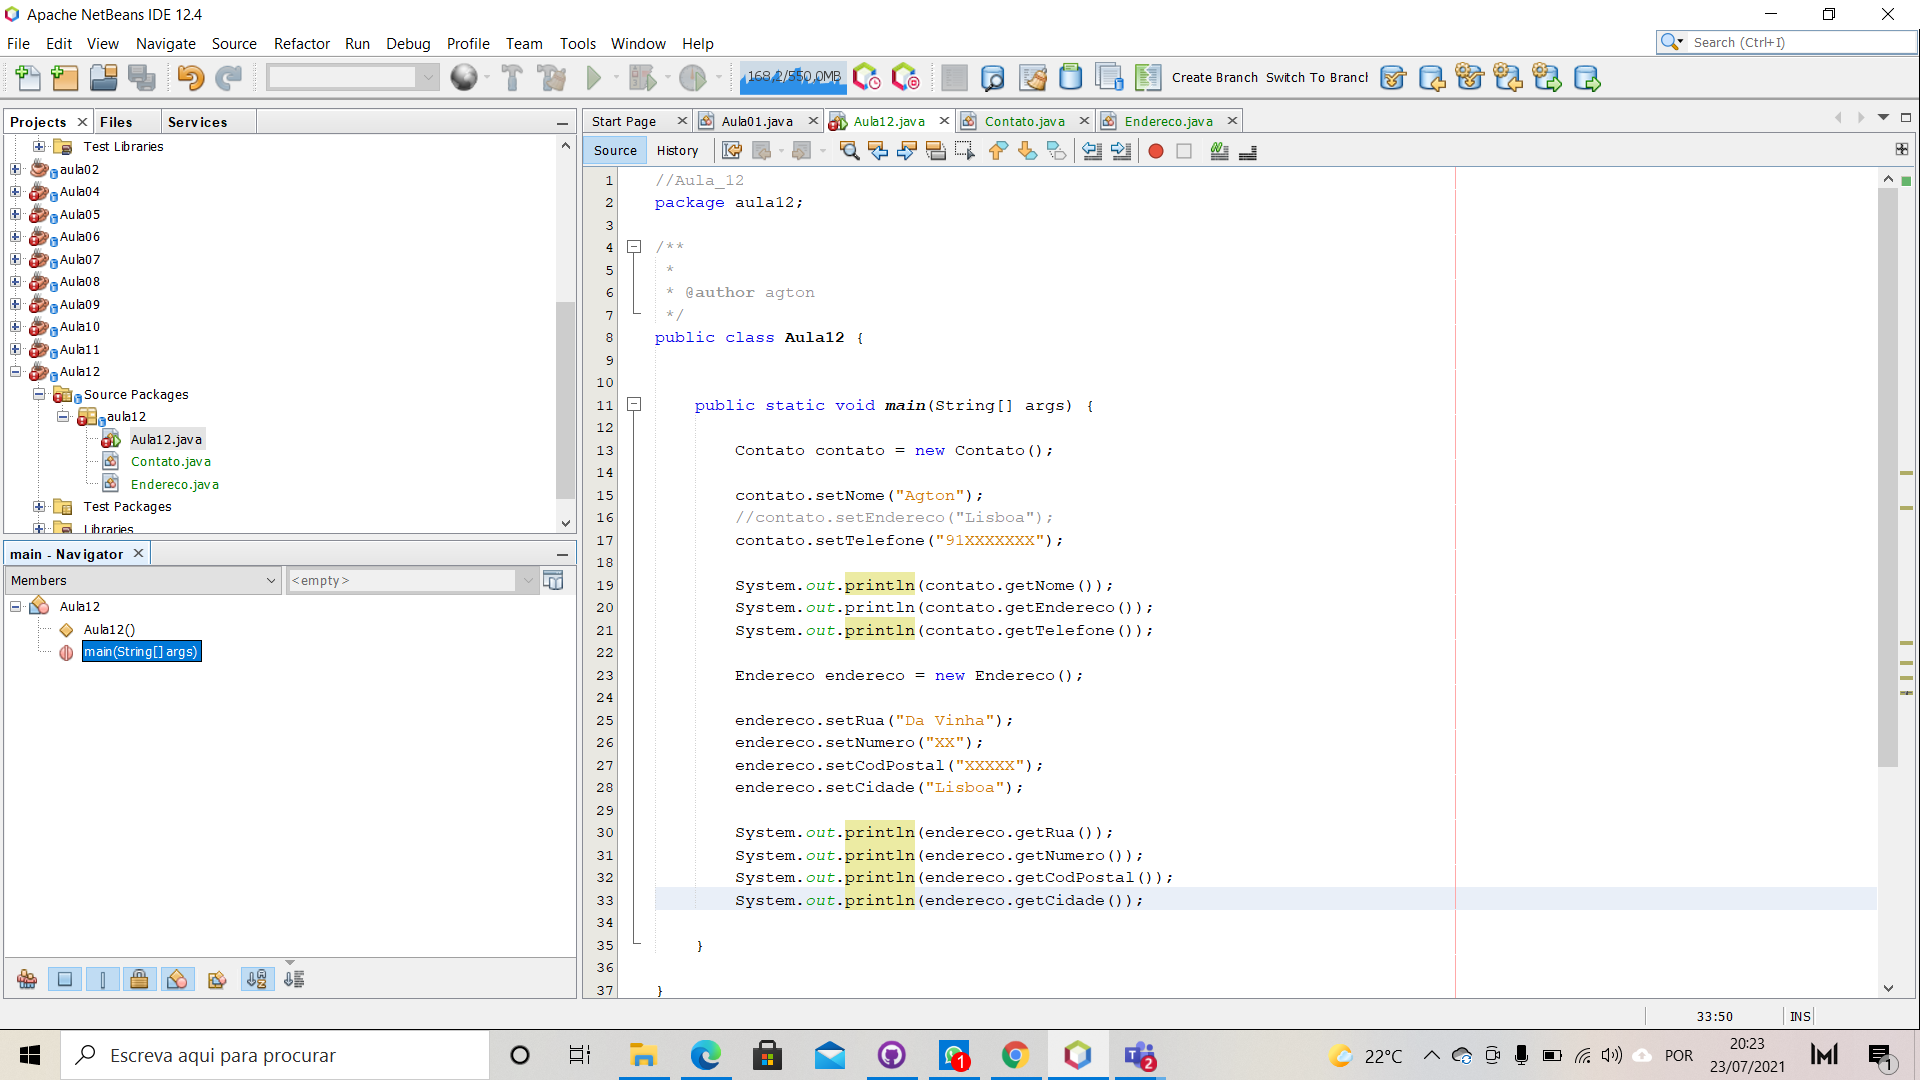 Apache NetBeans IDE 12.4
File Edit View Navigate Source Refactor Run Debug Profile Team Tools Window Help
Search (Ctrl+I)
168,2/550,0MB
Create Branch Switch To Branch
Projects Files Services
Test Libraries
aula02
Aula04
Aula05
Aula06
Aula07
Aula08
Aula09
Aula10
Aula11
Aula12
Source Packages
aula12
Aula12.java
Contato.java
Endereco.java
Test Packages
Libraries
main - Navigator
Members
<empty>
Aula12
Aula12()
main(String[] args)
Start Page Aula01.java Aula12.java Contato.java Endereco.java
Source History
1 //Aula_12
2 package aula12;
3
4 /**
5 *
6 * @author agton
7 */
8 public class Aula12 {
9
10
11 public static void main(String[] args) {
12
13 Contato contato = new Contato();
14
15 contato.setNome("Agton");
16 //contato.setEndereco("Lisboa");
17 contato.setTelefone("91XXXXXXX");
18
19 System.out.println(contato.getNome());
20 System.out.println(contato.getEndereco());
21 System.out.println(contato.getTelefone());
22
23 Endereco endereco = new Endereco();
24
25 endereco.setRua("Da Vinha");
26 endereco.setNumero("XX");
27 endereco.setCodPostal("XXXXX");
28 endereco.setCidade("Lisboa");
29
30 System.out.println(endereco.getRua());
31 System.out.println(endereco.getNumero());
32 System.out.println(endereco.getCodPostal());
33 System.out.println(endereco.getCidade());
34
35 }
36
37 }
33:50 INS
Escreva aqui para procurar
1
2
22°C
POR
20:23
23/07/2021
1